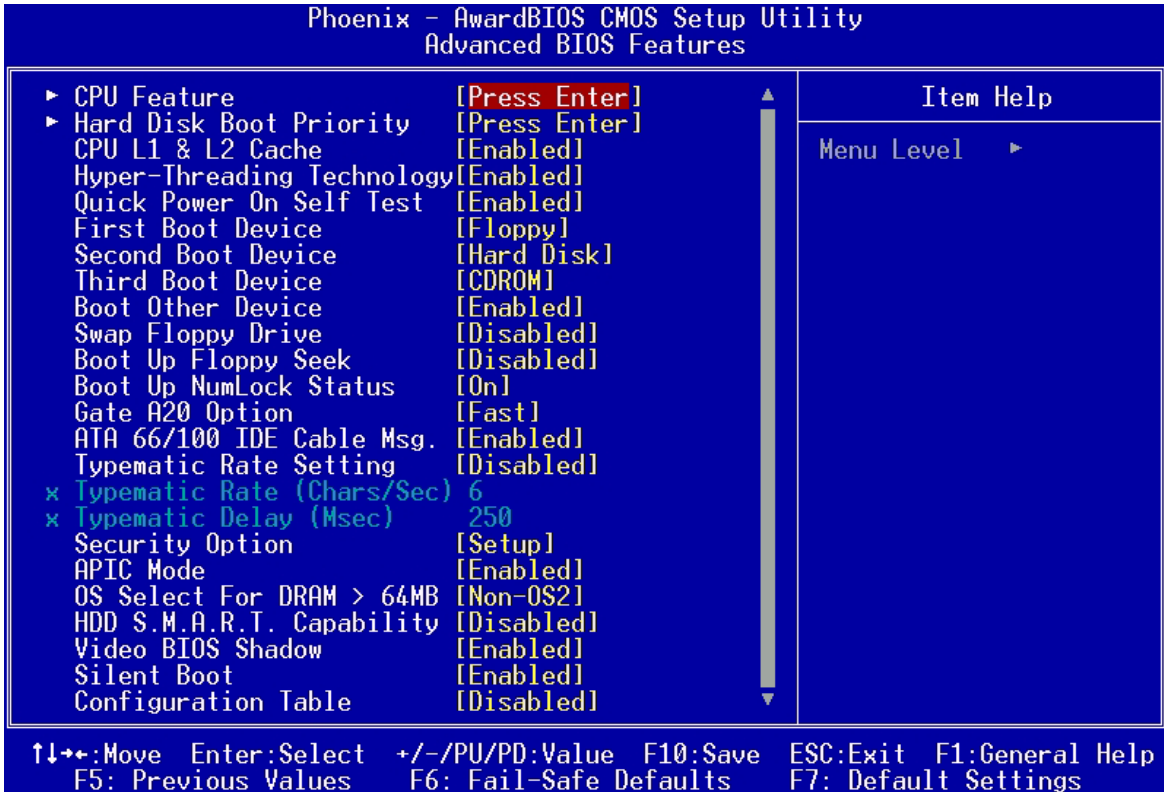 Phoenix - AwardBIOS CMOS Setup Utility
Advanced BIOS Features
► CPU Feature [Press Enter]
► Hard Disk Boot Priority [Press Enter]
CPU L1 & L2 Cache [Enabled]
Hyper-Threading Technology[Enabled]
Quick Power On Self Test [Enabled]
First Boot Device [Floppy]
Second Boot Device [Hard Disk]
Third Boot Device [CDROM]
Boot Other Device [Enabled]
Swap Floppy Drive [Disabled]
Boot Up Floppy Seek [Disabled]
Boot Up NumLock Status [On]
Gate A20 Option [Fast]
ATA 66/100 IDE Cable Msg. [Enabled]
Typematic Rate Setting [Disabled]
x Typematic Rate (Chars/Sec) 6
x Typematic Delay (Msec) 250
Security Option [Setup]
APIC Mode [Enabled]
OS Select For DRAM > 64MB [Non-OS2]
HDD S.M.A.R.T. Capability [Disabled]
Video BIOS Shadow [Enabled]
Silent Boot [Enabled]
Configuration Table [Disabled]
Item Help
Menu Level ►
↑↓→←:Move Enter:Select +/-/PU/PD:Value F10:Save ESC:Exit F1:General Help
F5: Previous Values F6: Fail-Safe Defaults F7: Default Settings